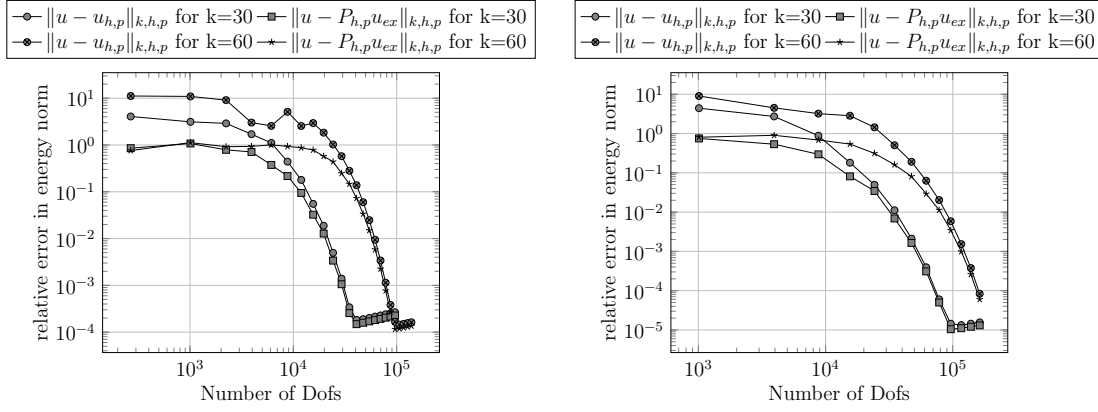 ‖u − u_{h,p}‖_{k,h,p} for k=30 ‖u − P_{h,p}u_{ex}‖_{k,h,p} for k=30
‖u − u_{h,p}‖_{k,h,p} for k=60 ‖u − P_{h,p}u_{ex}‖_{k,h,p} for k=60
relative error in energy norm
10^1
10^0
10^{−1}
10^{−2}
10^{−3}
10^{−4}
10^3 10^4 10^5
Number of Dofs
‖u − u_{h,p}‖_{k,h,p} for k=30 ‖u − P_{h,p}u_{ex}‖_{k,h,p} for k=30
‖u − u_{h,p}‖_{k,h,p} for k=60 ‖u − P_{h,p}u_{ex}‖_{k,h,p} for k=60
relative error in energy norm
10^1
10^0
10^{−1}
10^{−2}
10^{−3}
10^{−4}
10^{−5}
10^3 10^4 10^5
Number of Dofs